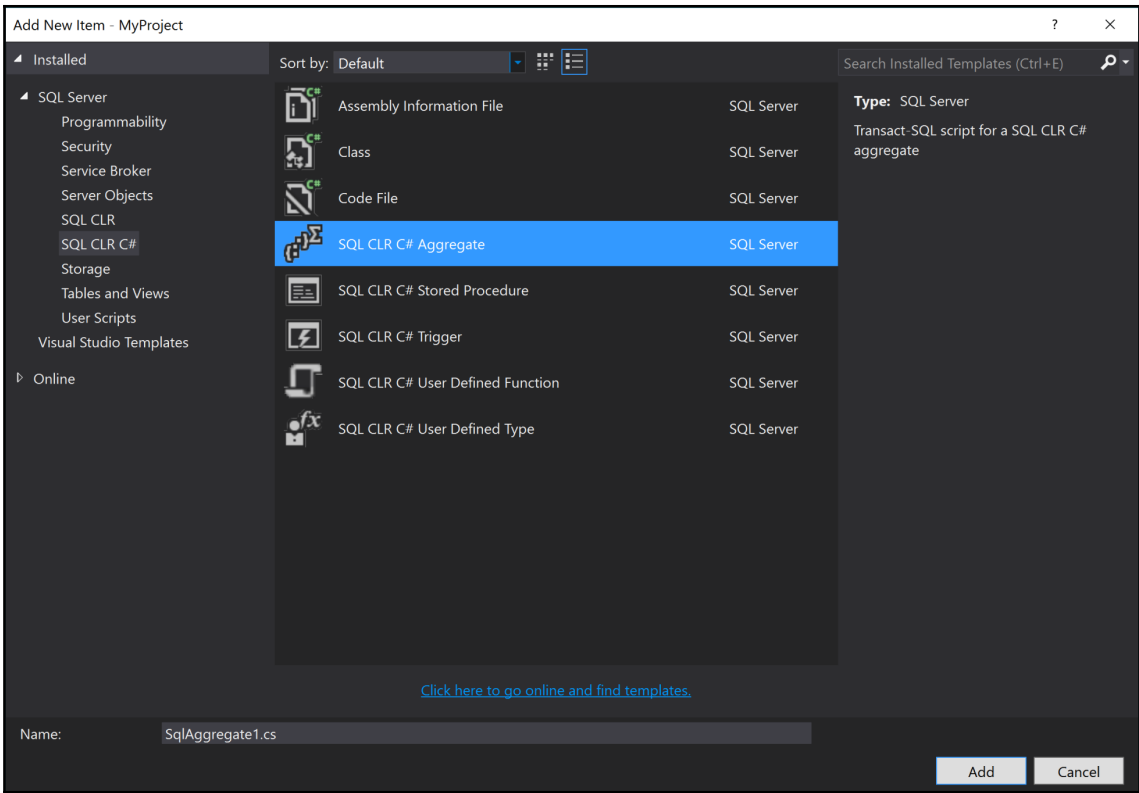 Add New Item - MyProject
?
Installed
Sort by: Default
Search Installed Templates (Ctrl+E)
SQL Server
Programmability
Security
Service Broker
Server Objects
SQL CLR
SQL CLR C#
Storage
Tables and Views
User Scripts
Visual Studio Templates
Online
C# Assembly Information File SQL Server
C# Class SQL Server
C# Code File SQL Server
SQL CLR C# Aggregate SQL Server
SQL CLR C# Stored Procedure SQL Server
SQL CLR C# Trigger SQL Server
SQL CLR C# User Defined Function SQL Server
fx SQL CLR C# User Defined Type SQL Server
Type: SQL Server
Transact-SQL script for a SQL CLR C#
aggregate
Click here to go online and find templates.
Name: SqlAggregate1.cs
Add Cancel